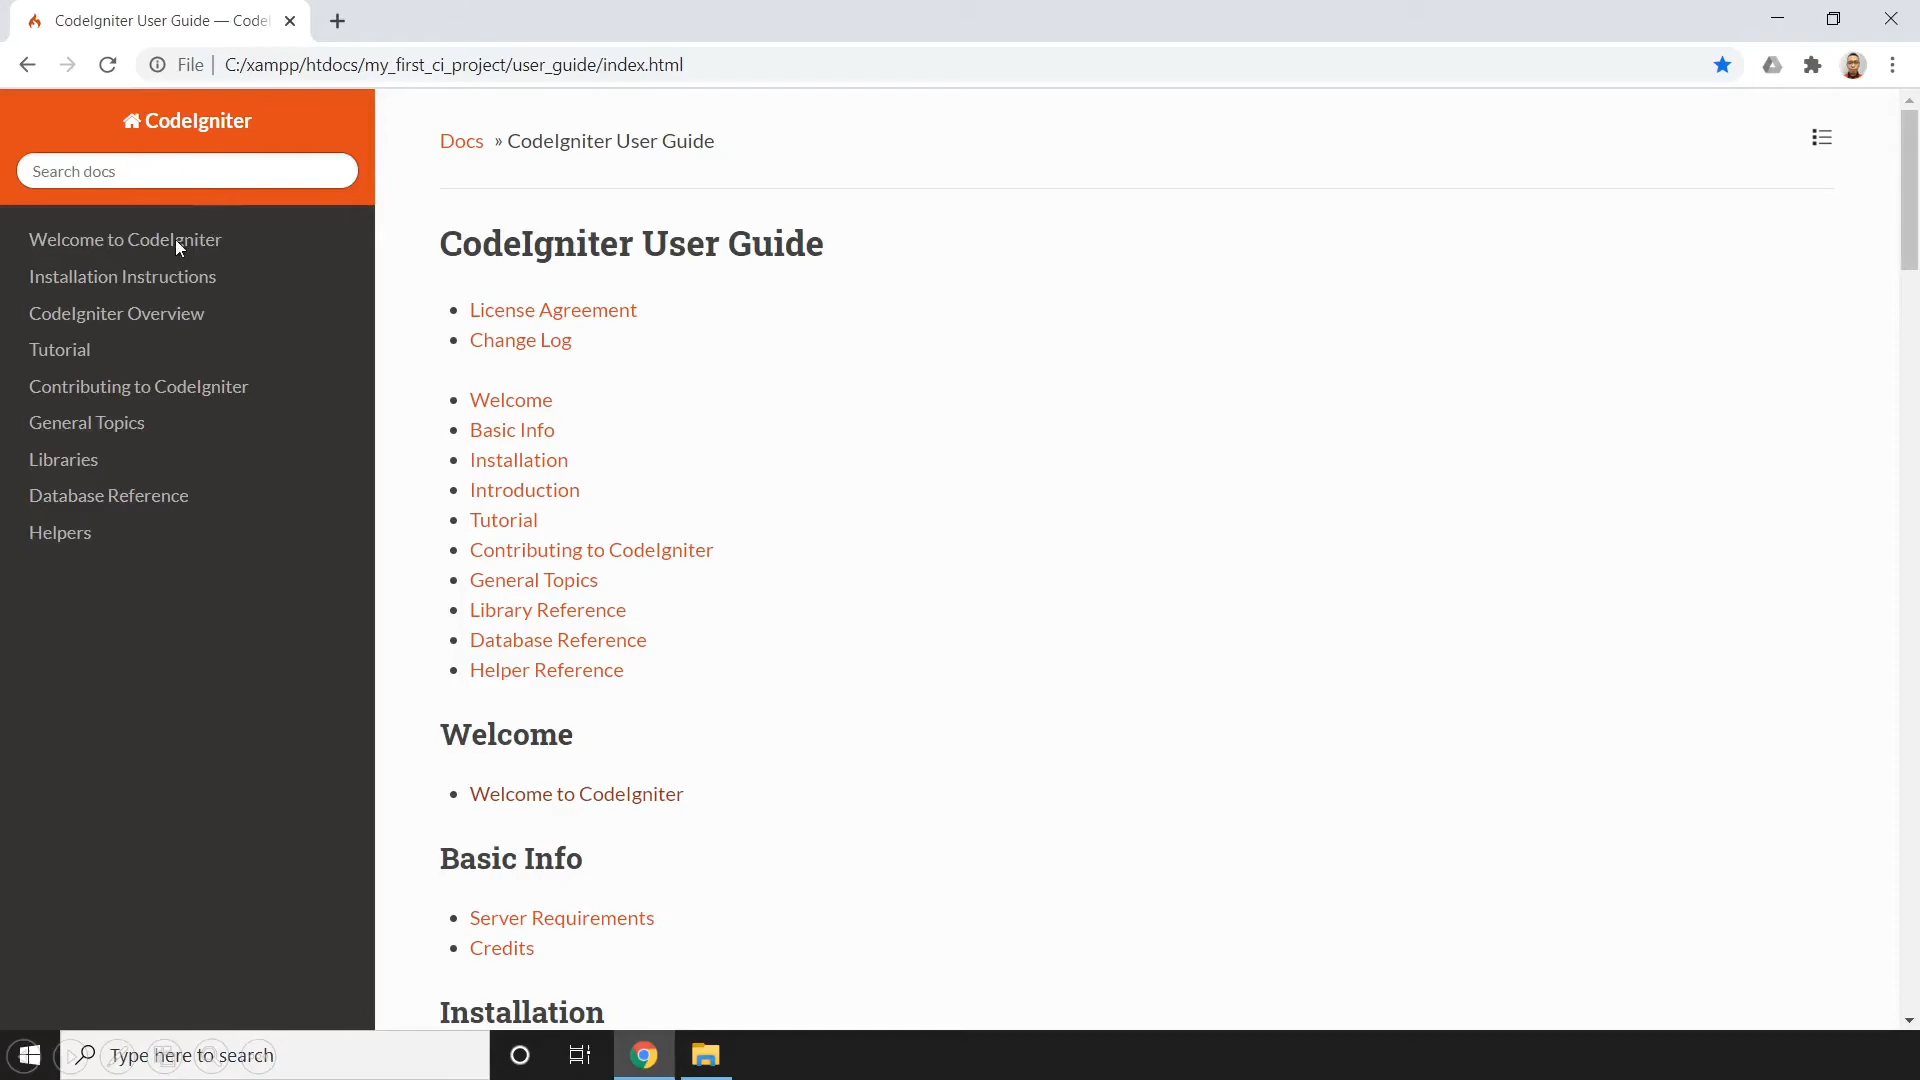 CodeIgniter User Guide — Codel
File
C:/xampp/htdocs/my_first_ci_project/user_guide/index.html
CodeIgniter
Search docs
Welcome to CodeIgniter
Installation Instructions
CodeIgniter Overview
Tutorial
Contributing to CodeIgniter
General Topics
Libraries
Database Reference
Helpers
Docs » CodeIgniter User Guide
CodeIgniter User Guide
License Agreement
Change Log
Welcome
Basic Info
Installation
Introduction
Tutorial
Contributing to CodeIgniter
General Topics
Library Reference
Database Reference
Helper Reference
Welcome
Welcome to CodeIgniter
Basic Info
Server Requirements
Credits
Installation
Type here to search